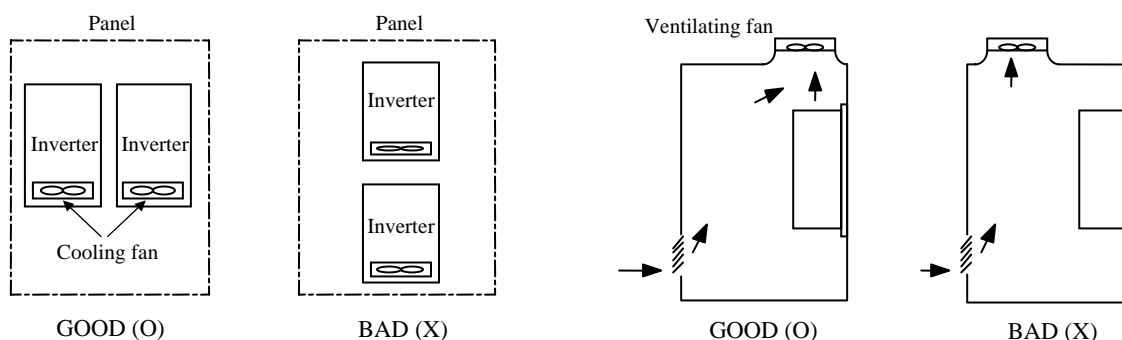 Panel
Inverter Inverter
Cooling fan
GOOD (O)
Panel
Inverter
Inverter
BAD (X)
Ventilating fan
GOOD (O)
BAD (X)